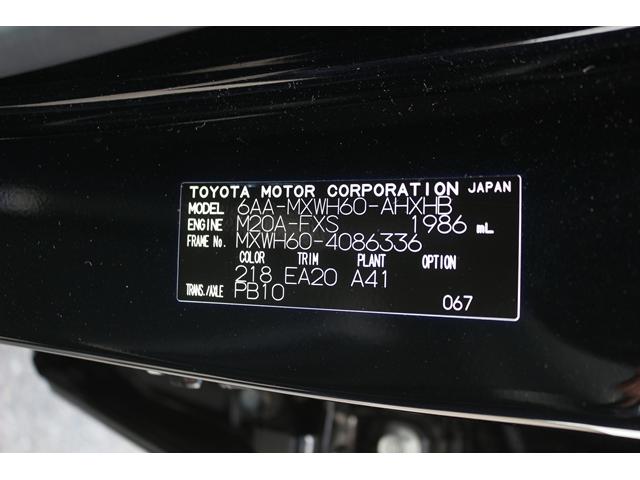 TOYOTA MOTOR CORPORATION JAPAN
MODEL 6AA-MXWH60-AHXHB
ENGINE M20A-FXS 1986 mL
FRAME No. MXWH60-4086336
COLOR TRIM PLANT OPTION
218 EA20 A41
TRANS./AXLE PB10
067